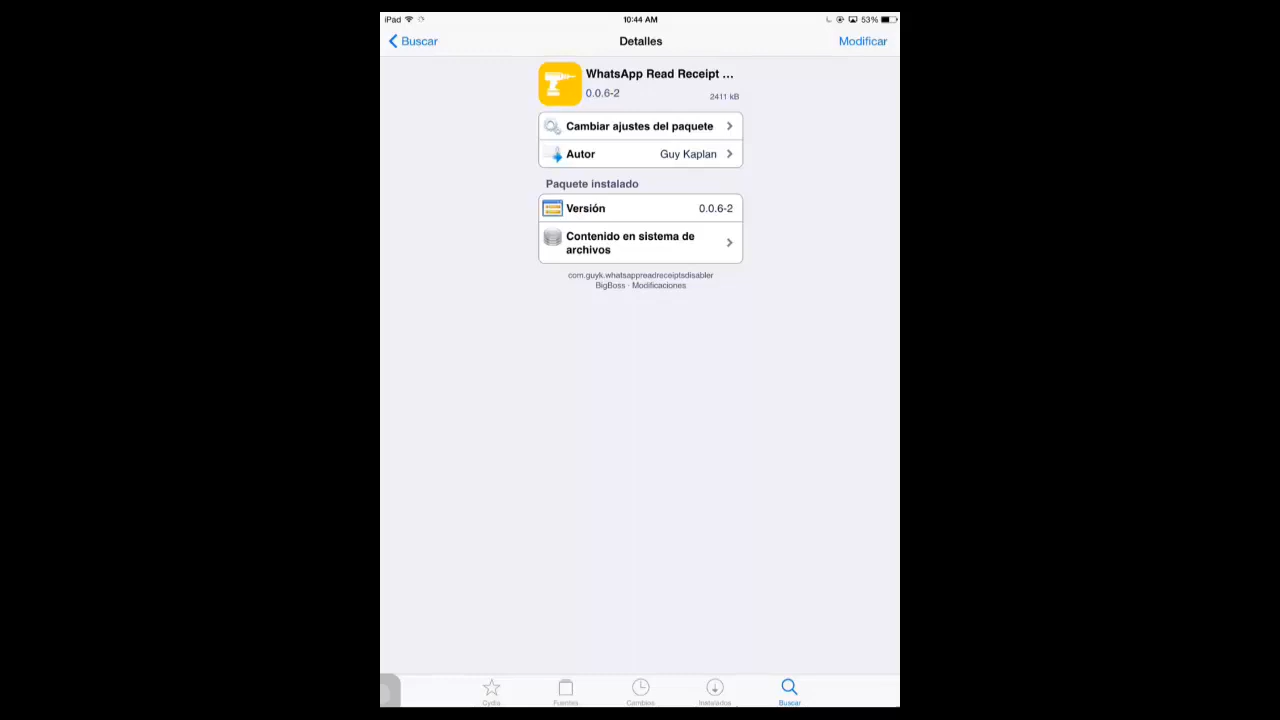 iPad 10:44 AM 53%
Buscar Detalles Modificar
WhatsApp Read Receipt ...
0.0.6-2 2411 kB
Cambiar ajustes del paquete
Autor Guy Kaplan
Paquete instalado
Versión 0.0.6-2
Contenido en sistema de
archivos
com.guyk.whatsappreadreceiptsdisabler
BigBoss · Modificaciones
Cydia Fuentes Cambios Instalados Buscar